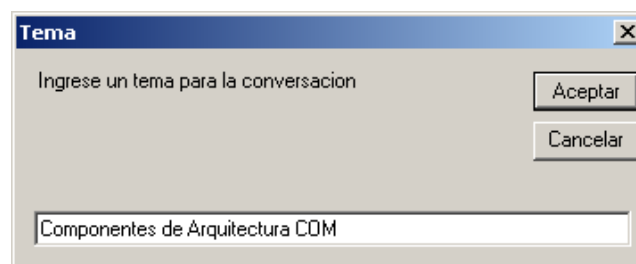 Tema
Ingrese un tema para la conversacion
Aceptar
Cancelar
Componentes de Arquitectura COM